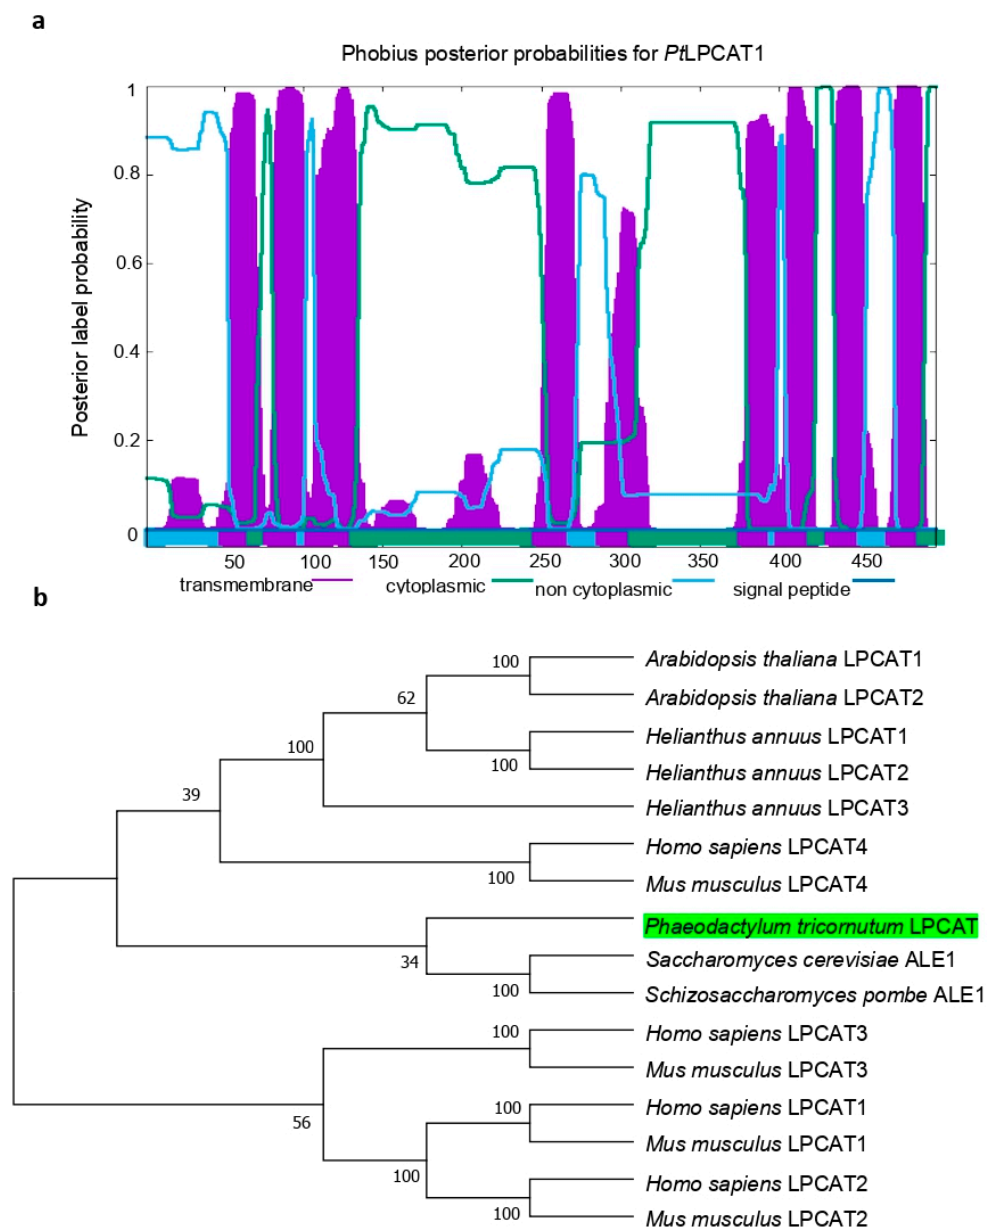 a
Phobius posterior probabilities for PtLPCAT1
Posterior label probability
1
0.8
0.6
0.4
0.2
0
50 100 150 200 250 300 350 400 450
transmembrane cytoplasmic non cytoplasmic signal peptide
b
Arabidopsis thaliana LPCAT1
100
Arabidopsis thaliana LPCAT2
62
Helianthus annuus LPCAT1
100
Helianthus annuus LPCAT2
100
Helianthus annuus LPCAT3
39
Homo sapiens LPCAT4
100
Mus musculus LPCAT4
Phaeodactylum tricornutum LPCAT
34
Saccharomyces cerevisiae ALE1
100
Schizosaccharomyces pombe ALE1
Homo sapiens LPCAT3
100
Mus musculus LPCAT3
56
Homo sapiens LPCAT1
100
Mus musculus LPCAT1
100
Homo sapiens LPCAT2
100
Mus musculus LPCAT2